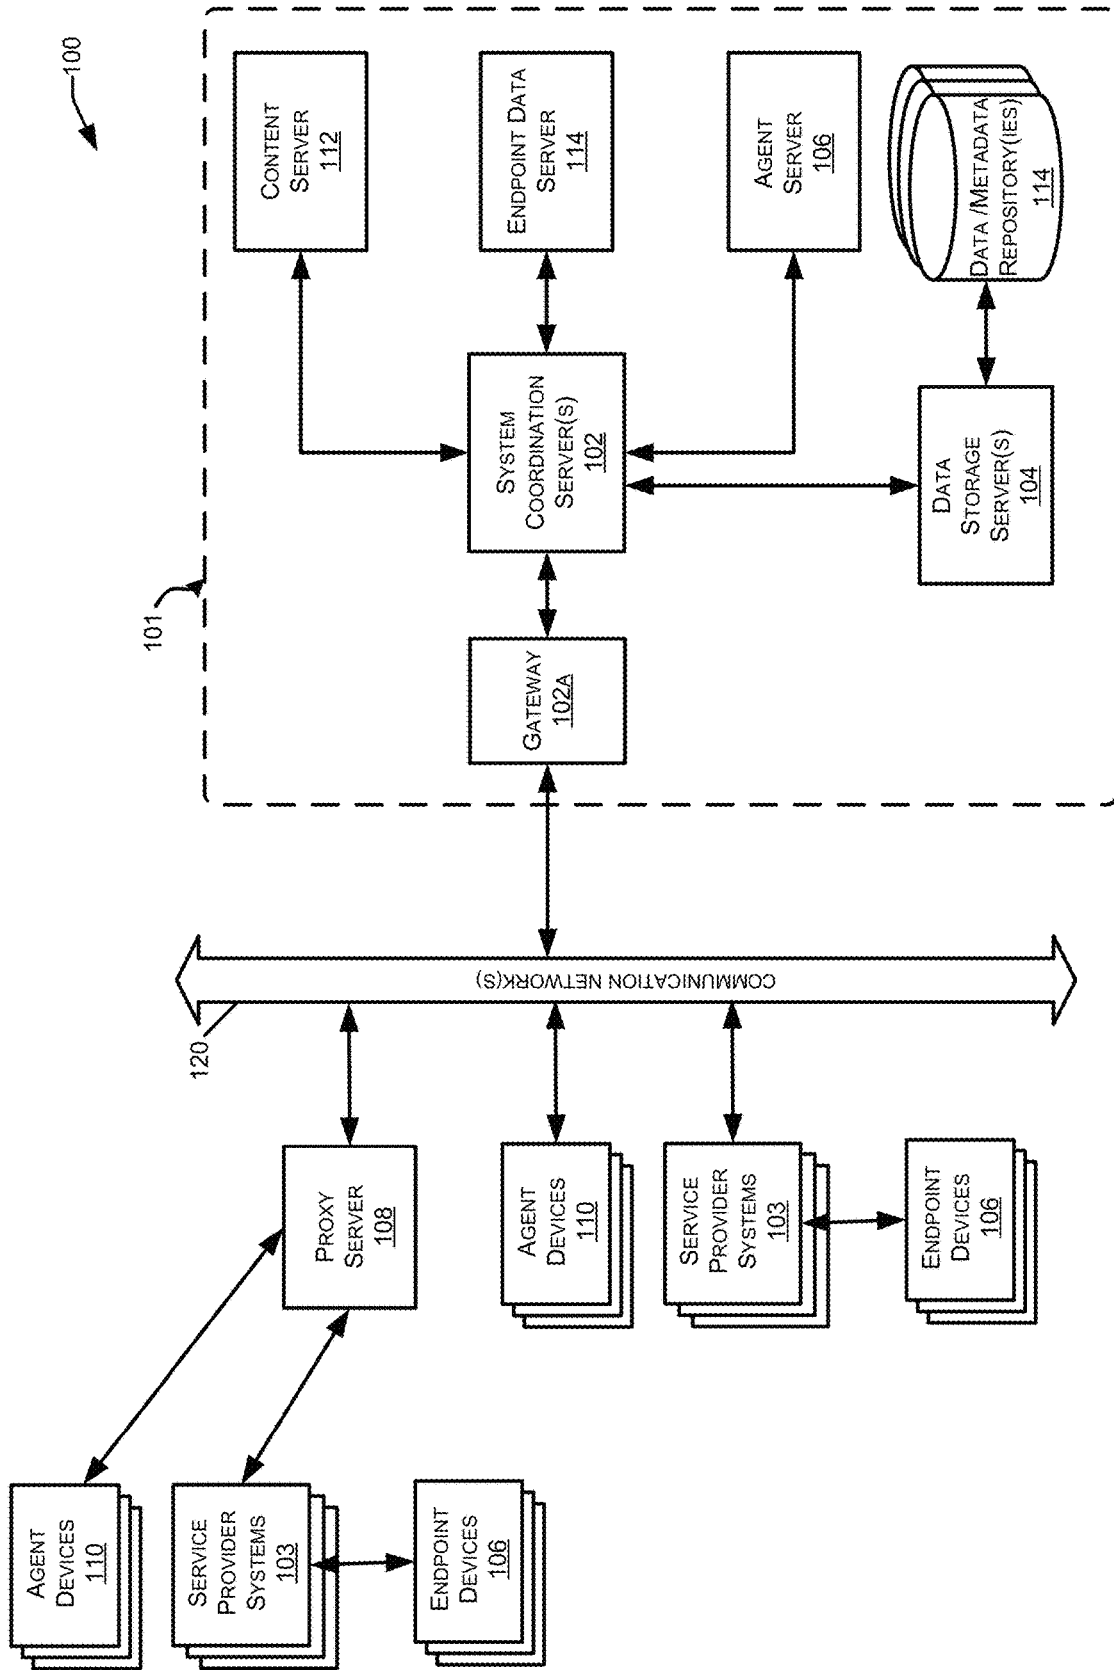 100
101
CONTENT
SERVER
112
ENDPOINT DATA
SERVER
114
AGENT
SERVER
106
DATA /METADATA
REPOSITORY(IES)
114
SYSTEM
COORDINATION
SERVER(S)
102
DATA
STORAGE
SERVER(S)
104
GATEWAY
102A
COMMUNICATION NETWORK(S)
120
PROXY
SERVER
108
AGENT
DEVICES
110
SERVICE
PROVIDER
SYSTEMS
103
ENDPOINT
DEVICES
106
AGENT
DEVICES
110
SERVICE
PROVIDER
SYSTEMS
103
ENDPOINT
DEVICES
106